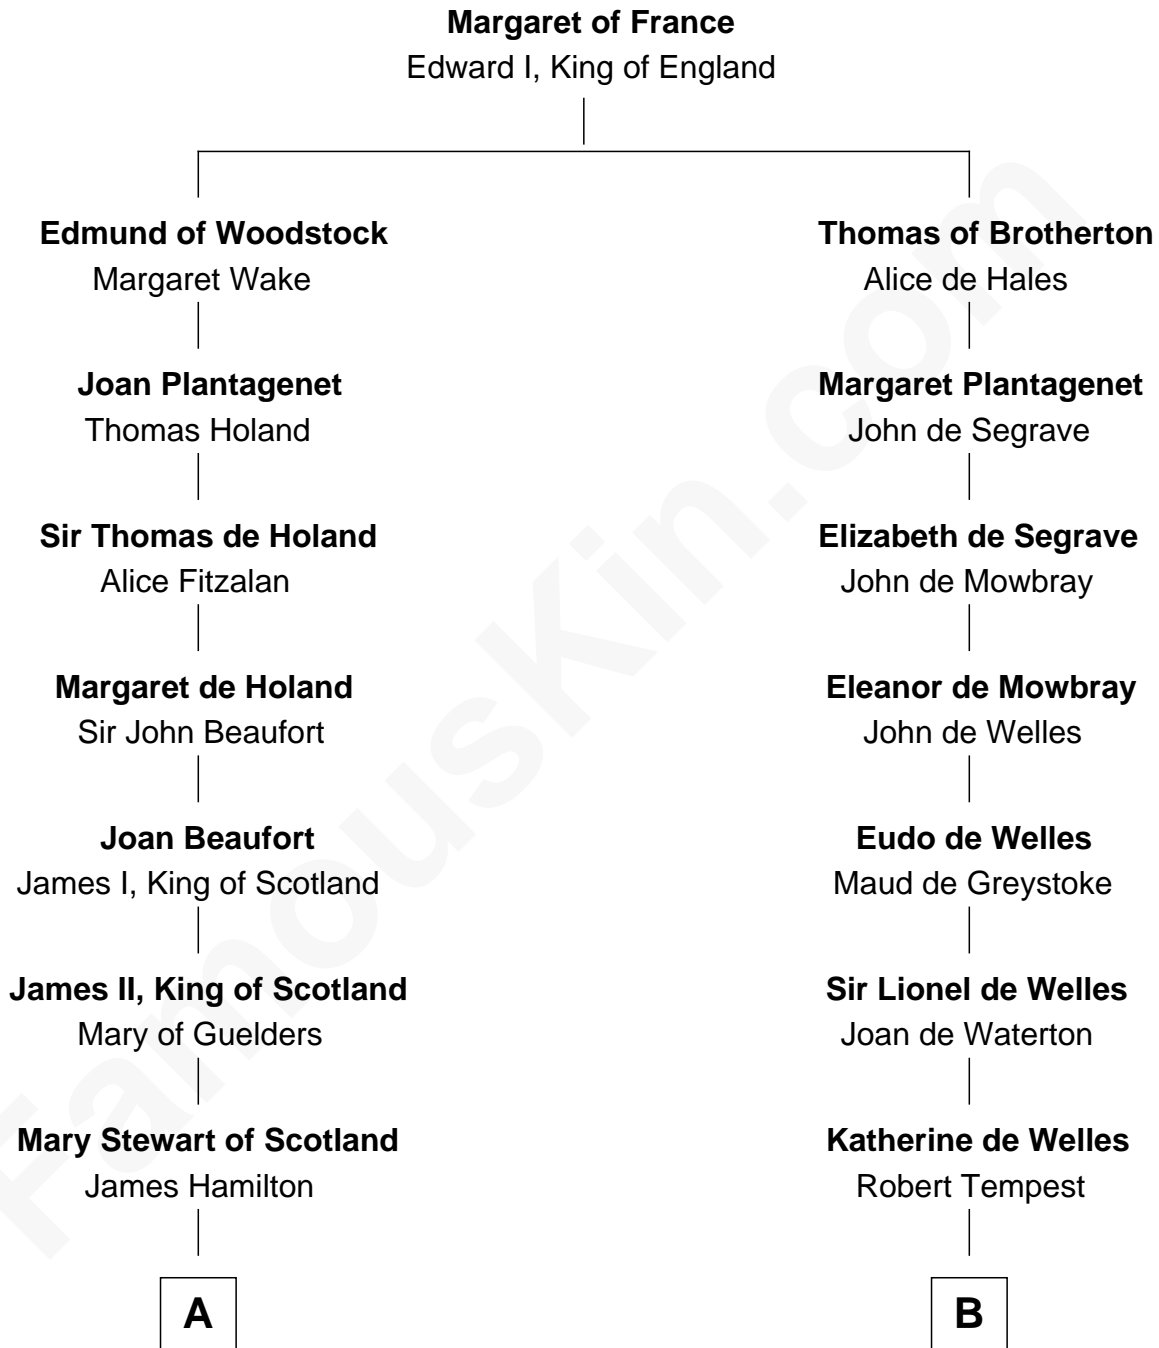 Margaret of France
Edward I, King of England
Edmund of Woodstock
Margaret Wake
Thomas of Brotherton
Alice de Hales
Joan Plantagenet
Thomas Holand
Margaret Plantagenet
John de Segrave
Sir Thomas de Holand
Alice Fitzalan
Elizabeth de Segrave
John de Mowbray
Margaret de Holand
Sir John Beaufort
Eleanor de Mowbray
John de Welles
Joan Beaufort
James I, King of Scotland
Eudo de Welles
Maud de Greystoke
James II, King of Scotland
Mary of Guelders
Sir Lionel de Welles
Joan de Waterton
Mary Stewart of Scotland
James Hamilton
Katherine de Welles
Robert Tempest
A
B
FamousKin.com